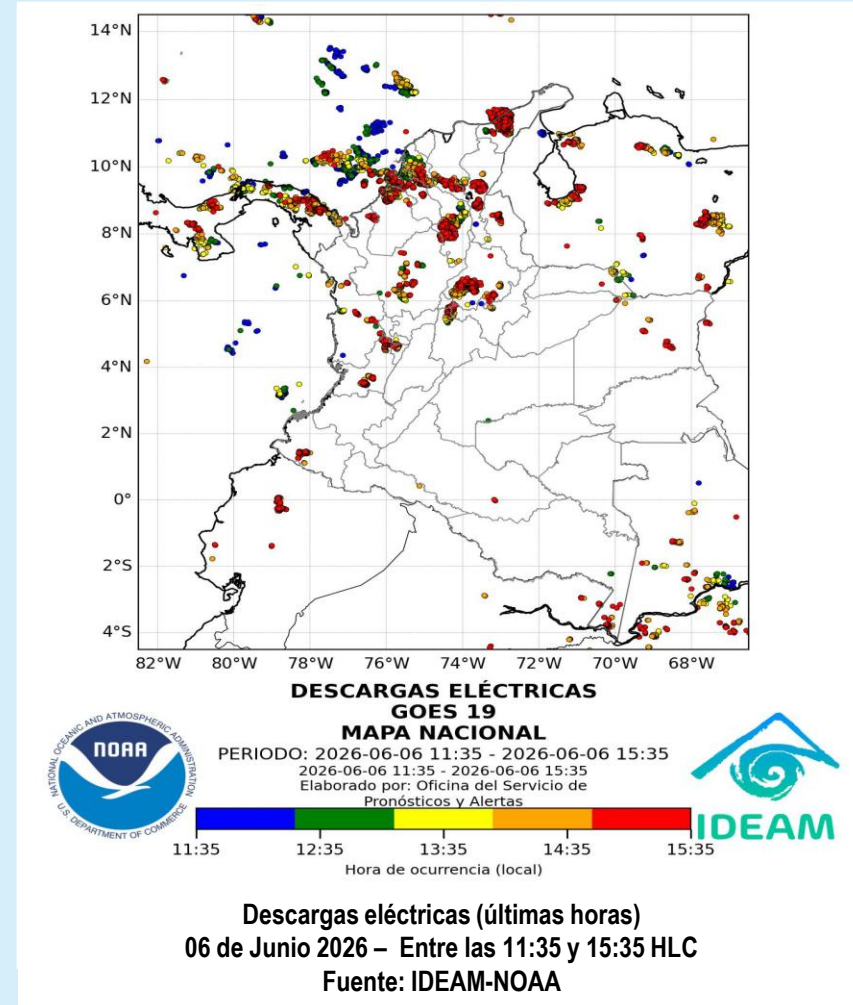 14°N
12°N
10°N
8°N
6°N
4°N
2°N
0°
2°S
4°S
82°W 80°W 78°W 76°W 74°W 72°W 70°W 68°W
DESCARGAS ELÉCTRICAS
GOES 19
MAPA NACIONAL
PERIODO: 2026-06-06 11:35 - 2026-06-06 15:35
2026-06-06 11:35 - 2026-06-06 15:35
Elaborado por: Oficina del Servicio de
Pronósticos y Alertas
NATIONAL OCEANIC AND ATMOSPHERIC ADMINISTRATION
NOAA
U.S. DEPARTMENT OF COMMERCE
IDEAM
11:35 12:35 13:35 14:35 15:35
Hora de ocurrencia (local)
Descargas eléctricas (últimas horas)
06 de Junio 2026 – Entre las 11:35 y 15:35 HLC
Fuente: IDEAM-NOAA